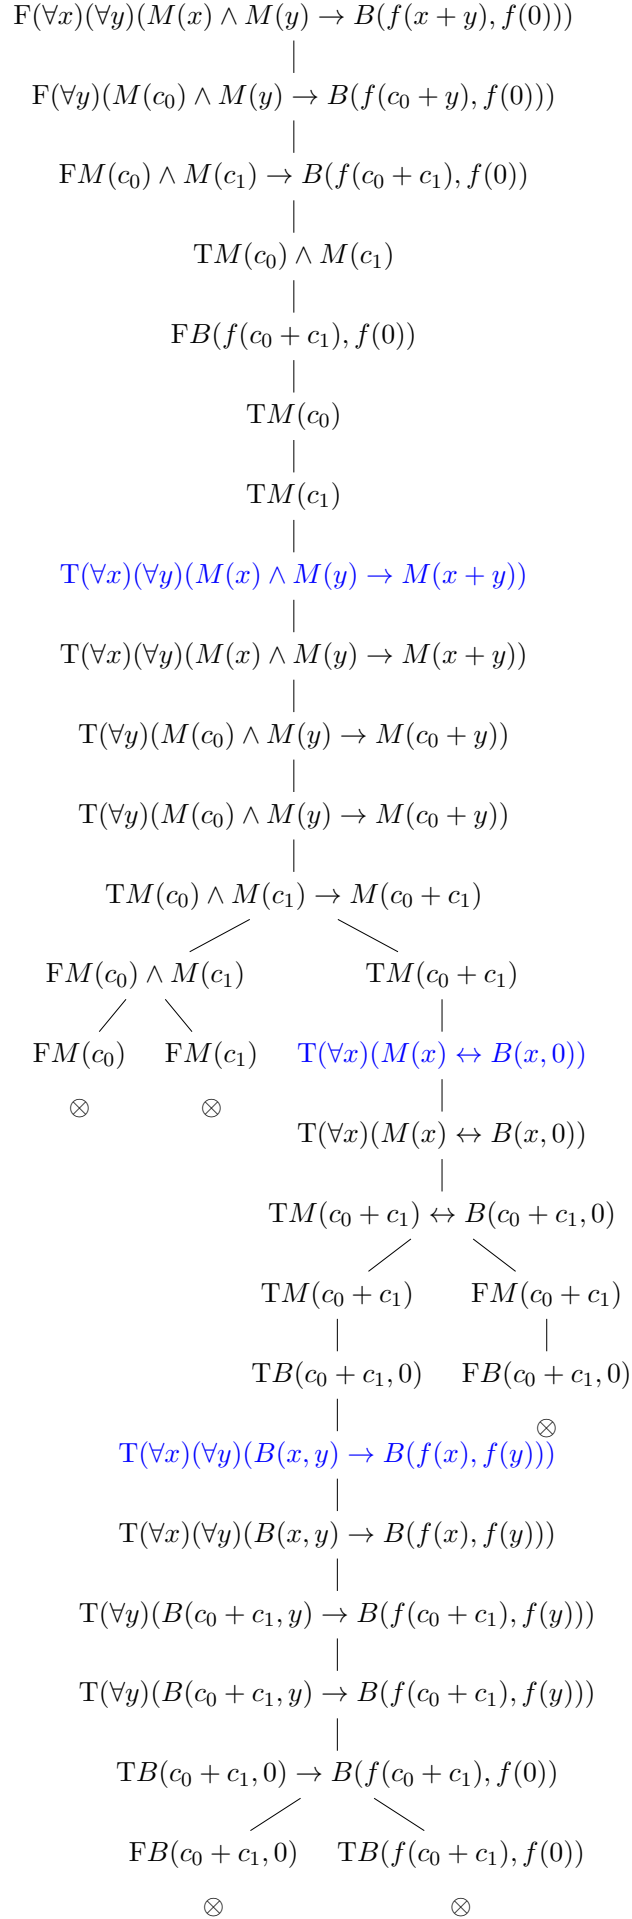 F(∀x)(∀y)(M(x) ∧ M(y) → B(f(x + y), f(0)))
F(∀y)(M(c₀) ∧ M(y) → B(f(c₀ + y), f(0)))
FM(c₀) ∧ M(c₁) → B(f(c₀ + c₁), f(0))
TM(c₀) ∧ M(c₁)
FB(f(c₀ + c₁), f(0))
TM(c₀)
TM(c₁)
T(∀x)(∀y)(M(x) ∧ M(y) → M(x + y))
T(∀x)(∀y)(M(x) ∧ M(y) → M(x + y))
T(∀y)(M(c₀) ∧ M(y) → M(c₀ + y))
T(∀y)(M(c₀) ∧ M(y) → M(c₀ + y))
TM(c₀) ∧ M(c₁) → M(c₀ + c₁)
FM(c₀) ∧ M(c₁) TM(c₀ + c₁)
FM(c₀) FM(c₁) T(∀x)(M(x) ↔ B(x, 0))
⊗ ⊗
T(∀x)(M(x) ↔ B(x, 0))
TM(c₀ + c₁) ↔ B(c₀ + c₁, 0)
TM(c₀ + c₁) FM(c₀ + c₁)
TB(c₀ + c₁, 0) FB(c₀ + c₁, 0)
⊗
T(∀x)(∀y)(B(x, y) → B(f(x), f(y)))
T(∀x)(∀y)(B(x, y) → B(f(x), f(y)))
T(∀y)(B(c₀ + c₁, y) → B(f(c₀ + c₁), f(y)))
T(∀y)(B(c₀ + c₁, y) → B(f(c₀ + c₁), f(y)))
TB(c₀ + c₁, 0) → B(f(c₀ + c₁), f(0))
FB(c₀ + c₁, 0) TB(f(c₀ + c₁), f(0))
⊗ ⊗